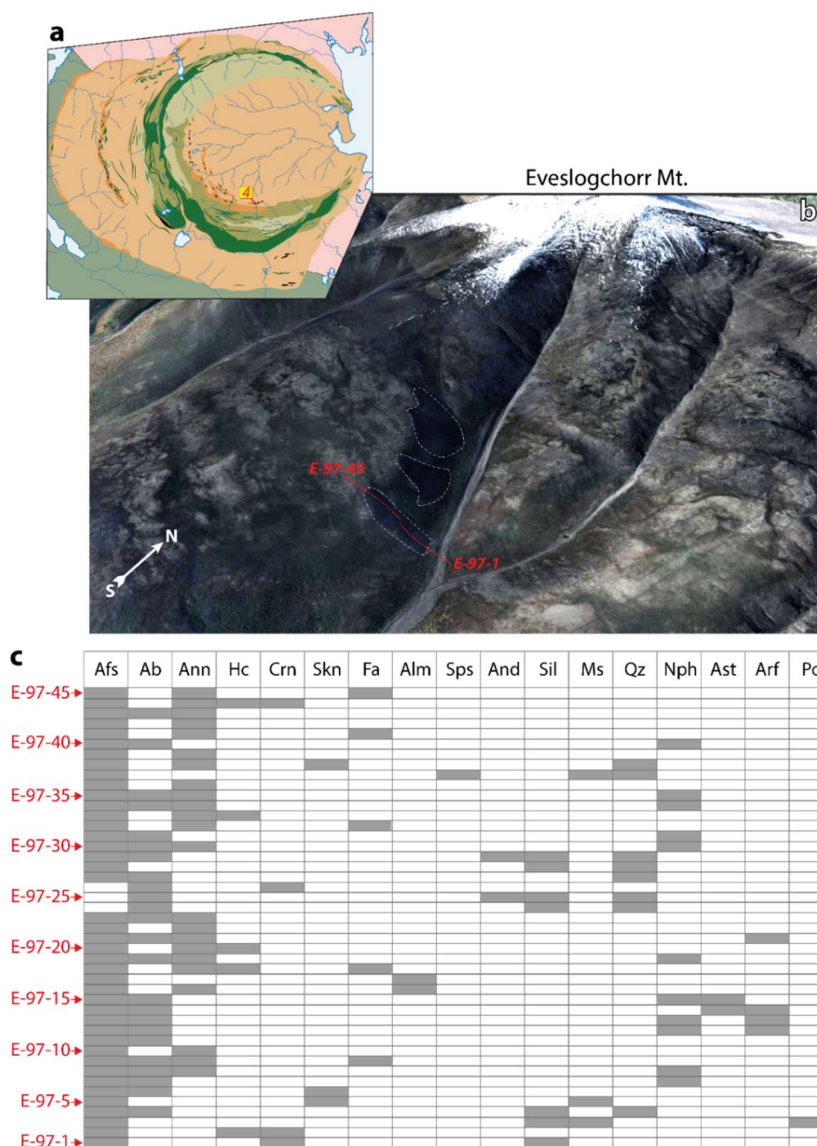 a
4
Eveslogchorr Mt.
b
E-97-45
E-97-1
N
S
c
Afs Ab Ann Hc Crn Skn Fa Alm Sps And Sil Ms Qz Nph Ast Arf
E-97-45
E-97-40
E-97-35
E-97-30
E-97-25
E-97-20
E-97-15
E-97-10
E-97-5
E-97-1